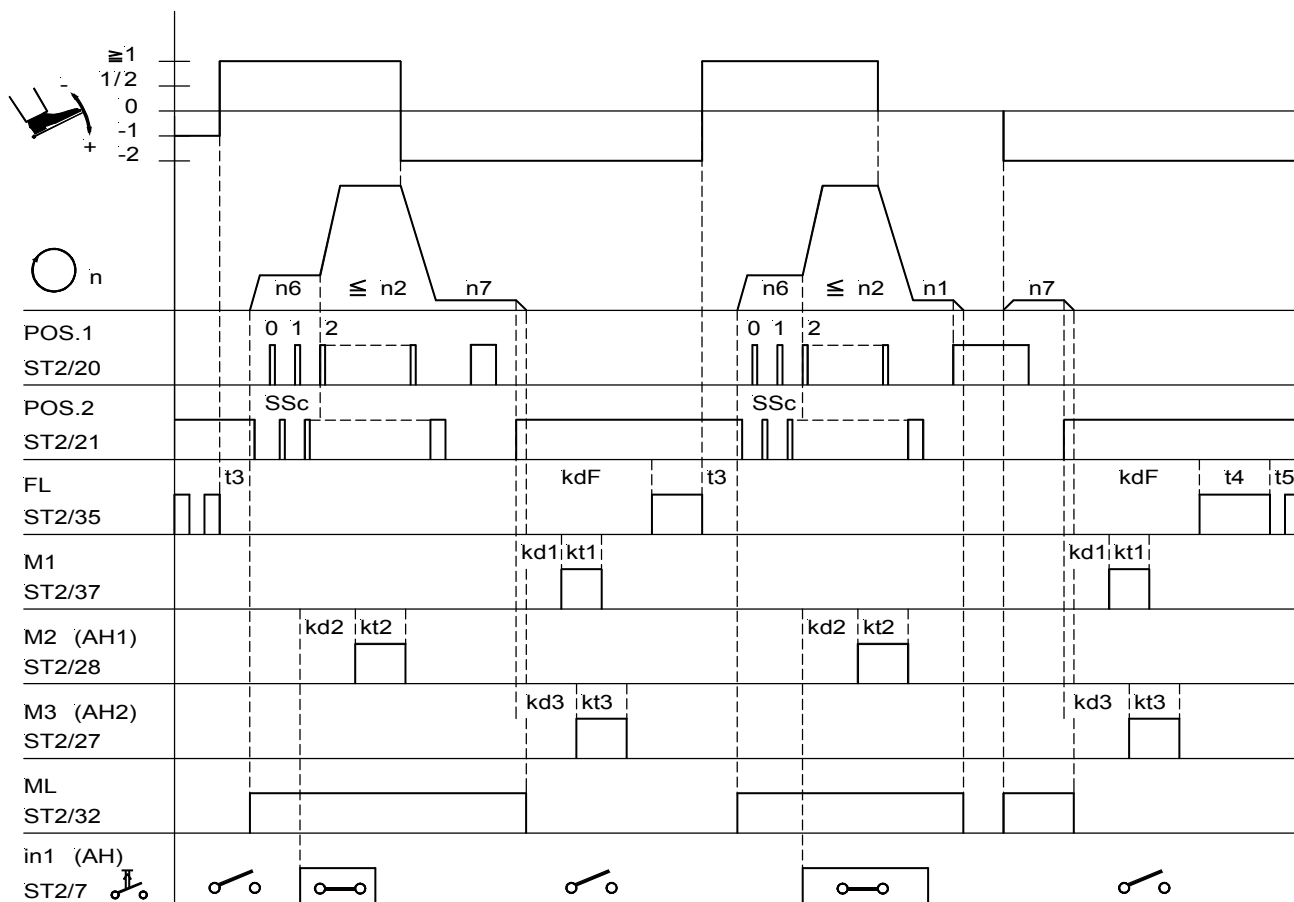 ≧1
1/2
0
-1
-2
-
+
n
n6 ≦ n2 n7 n6 ≦ n2 n1 n7
POS.1
ST2/20
0 1 2 0 1 2
POS.2
ST2/21
SSc SSc
FL
ST2/35
t3 kdF t3 kdF t4 t5
M1
ST2/37
kd1 kt1 kd1 kt1
M2 (AH1)
ST2/28
kd2 kt2 kd2 kt2
M3 (AH2)
ST2/27
kd3 kt3 kd3 kt3
ML
ST2/32
in1 (AH)
ST2/7